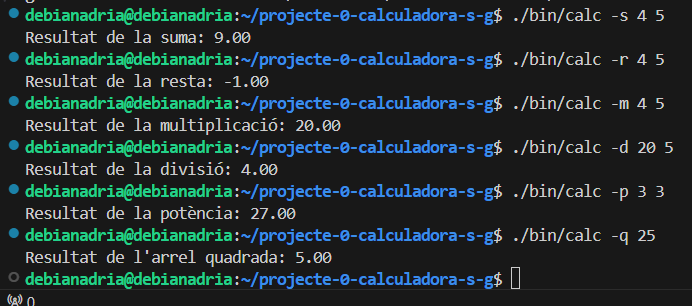 debianadria@debianadria:~/projecte-0-calculadora-s-g$ ./bin/calc -s 4 5
Resultat de la suma: 9.00
debianadria@debianadria:~/projecte-0-calculadora-s-g$ ./bin/calc -r 4 5
Resultat de la resta: -1.00
debianadria@debianadria:~/projecte-0-calculadora-s-g$ ./bin/calc -m 4 5
Resultat de la multiplicació: 20.00
debianadria@debianadria:~/projecte-0-calculadora-s-g$ ./bin/calc -d 20 5
Resultat de la divisió: 4.00
debianadria@debianadria:~/projecte-0-calculadora-s-g$ ./bin/calc -p 3 3
Resultat de la potència: 27.00
debianadria@debianadria:~/projecte-0-calculadora-s-g$ ./bin/calc -q 25
Resultat de l'arrel quadrada: 5.00
debianadria@debianadria:~/projecte-0-calculadora-s-g$
0